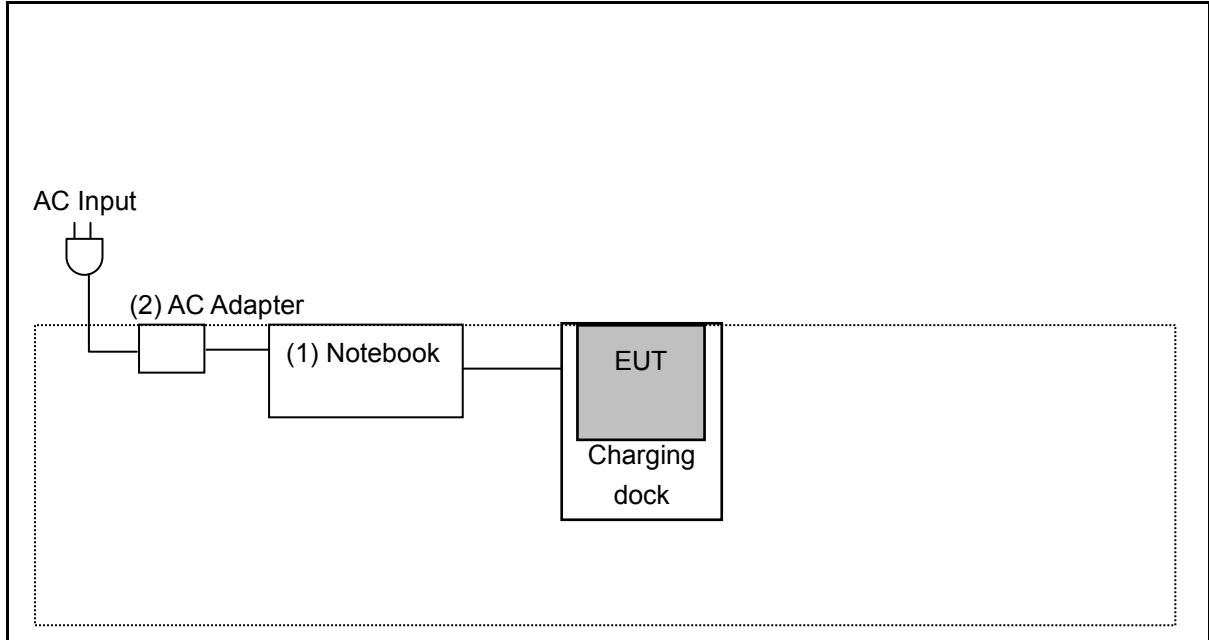 AC Input
(2) AC Adapter
(1) Notebook
EUT
Charging
dock